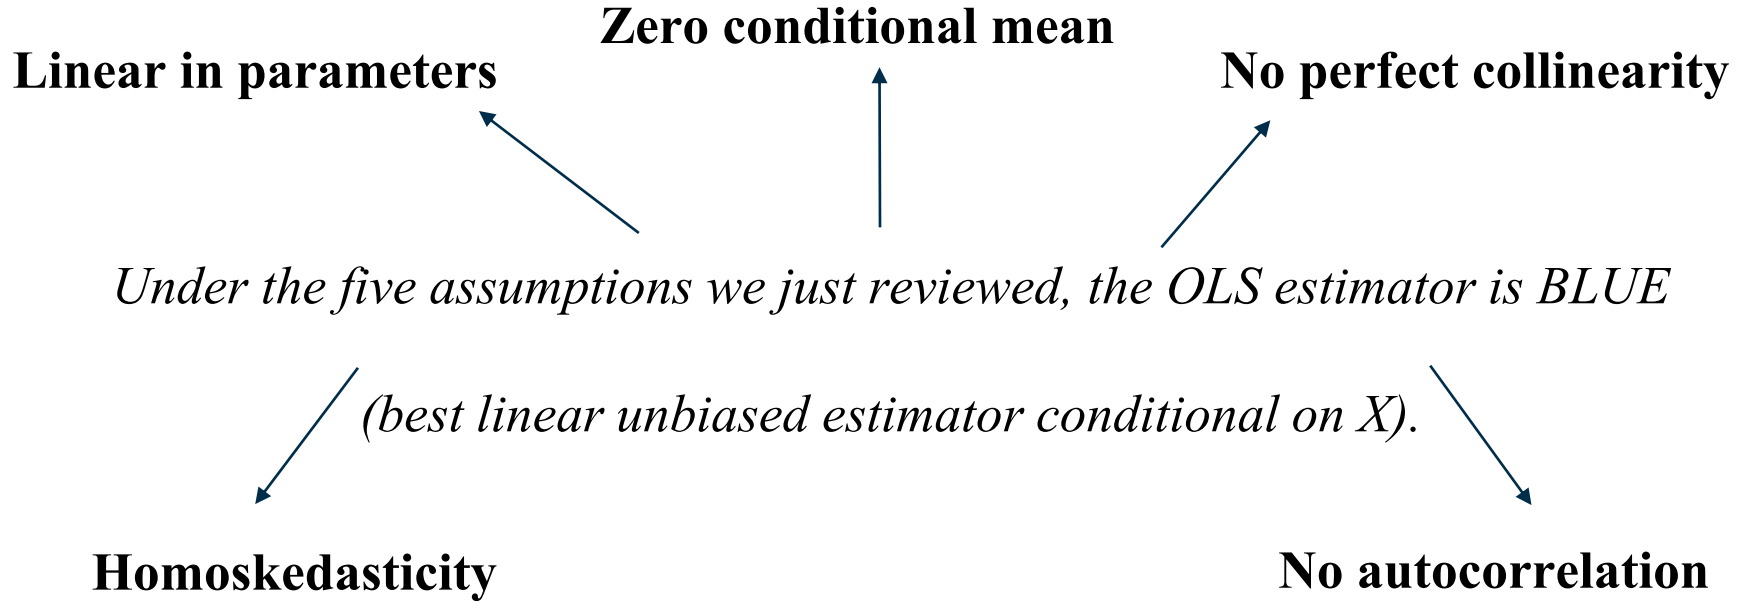 Zero conditional mean
Linear in parameters
No perfect collinearity
Under the five assumptions we just reviewed, the OLS estimator is BLUE
(best linear unbiased estimator conditional on X).
Homoskedasticity
No autocorrelation